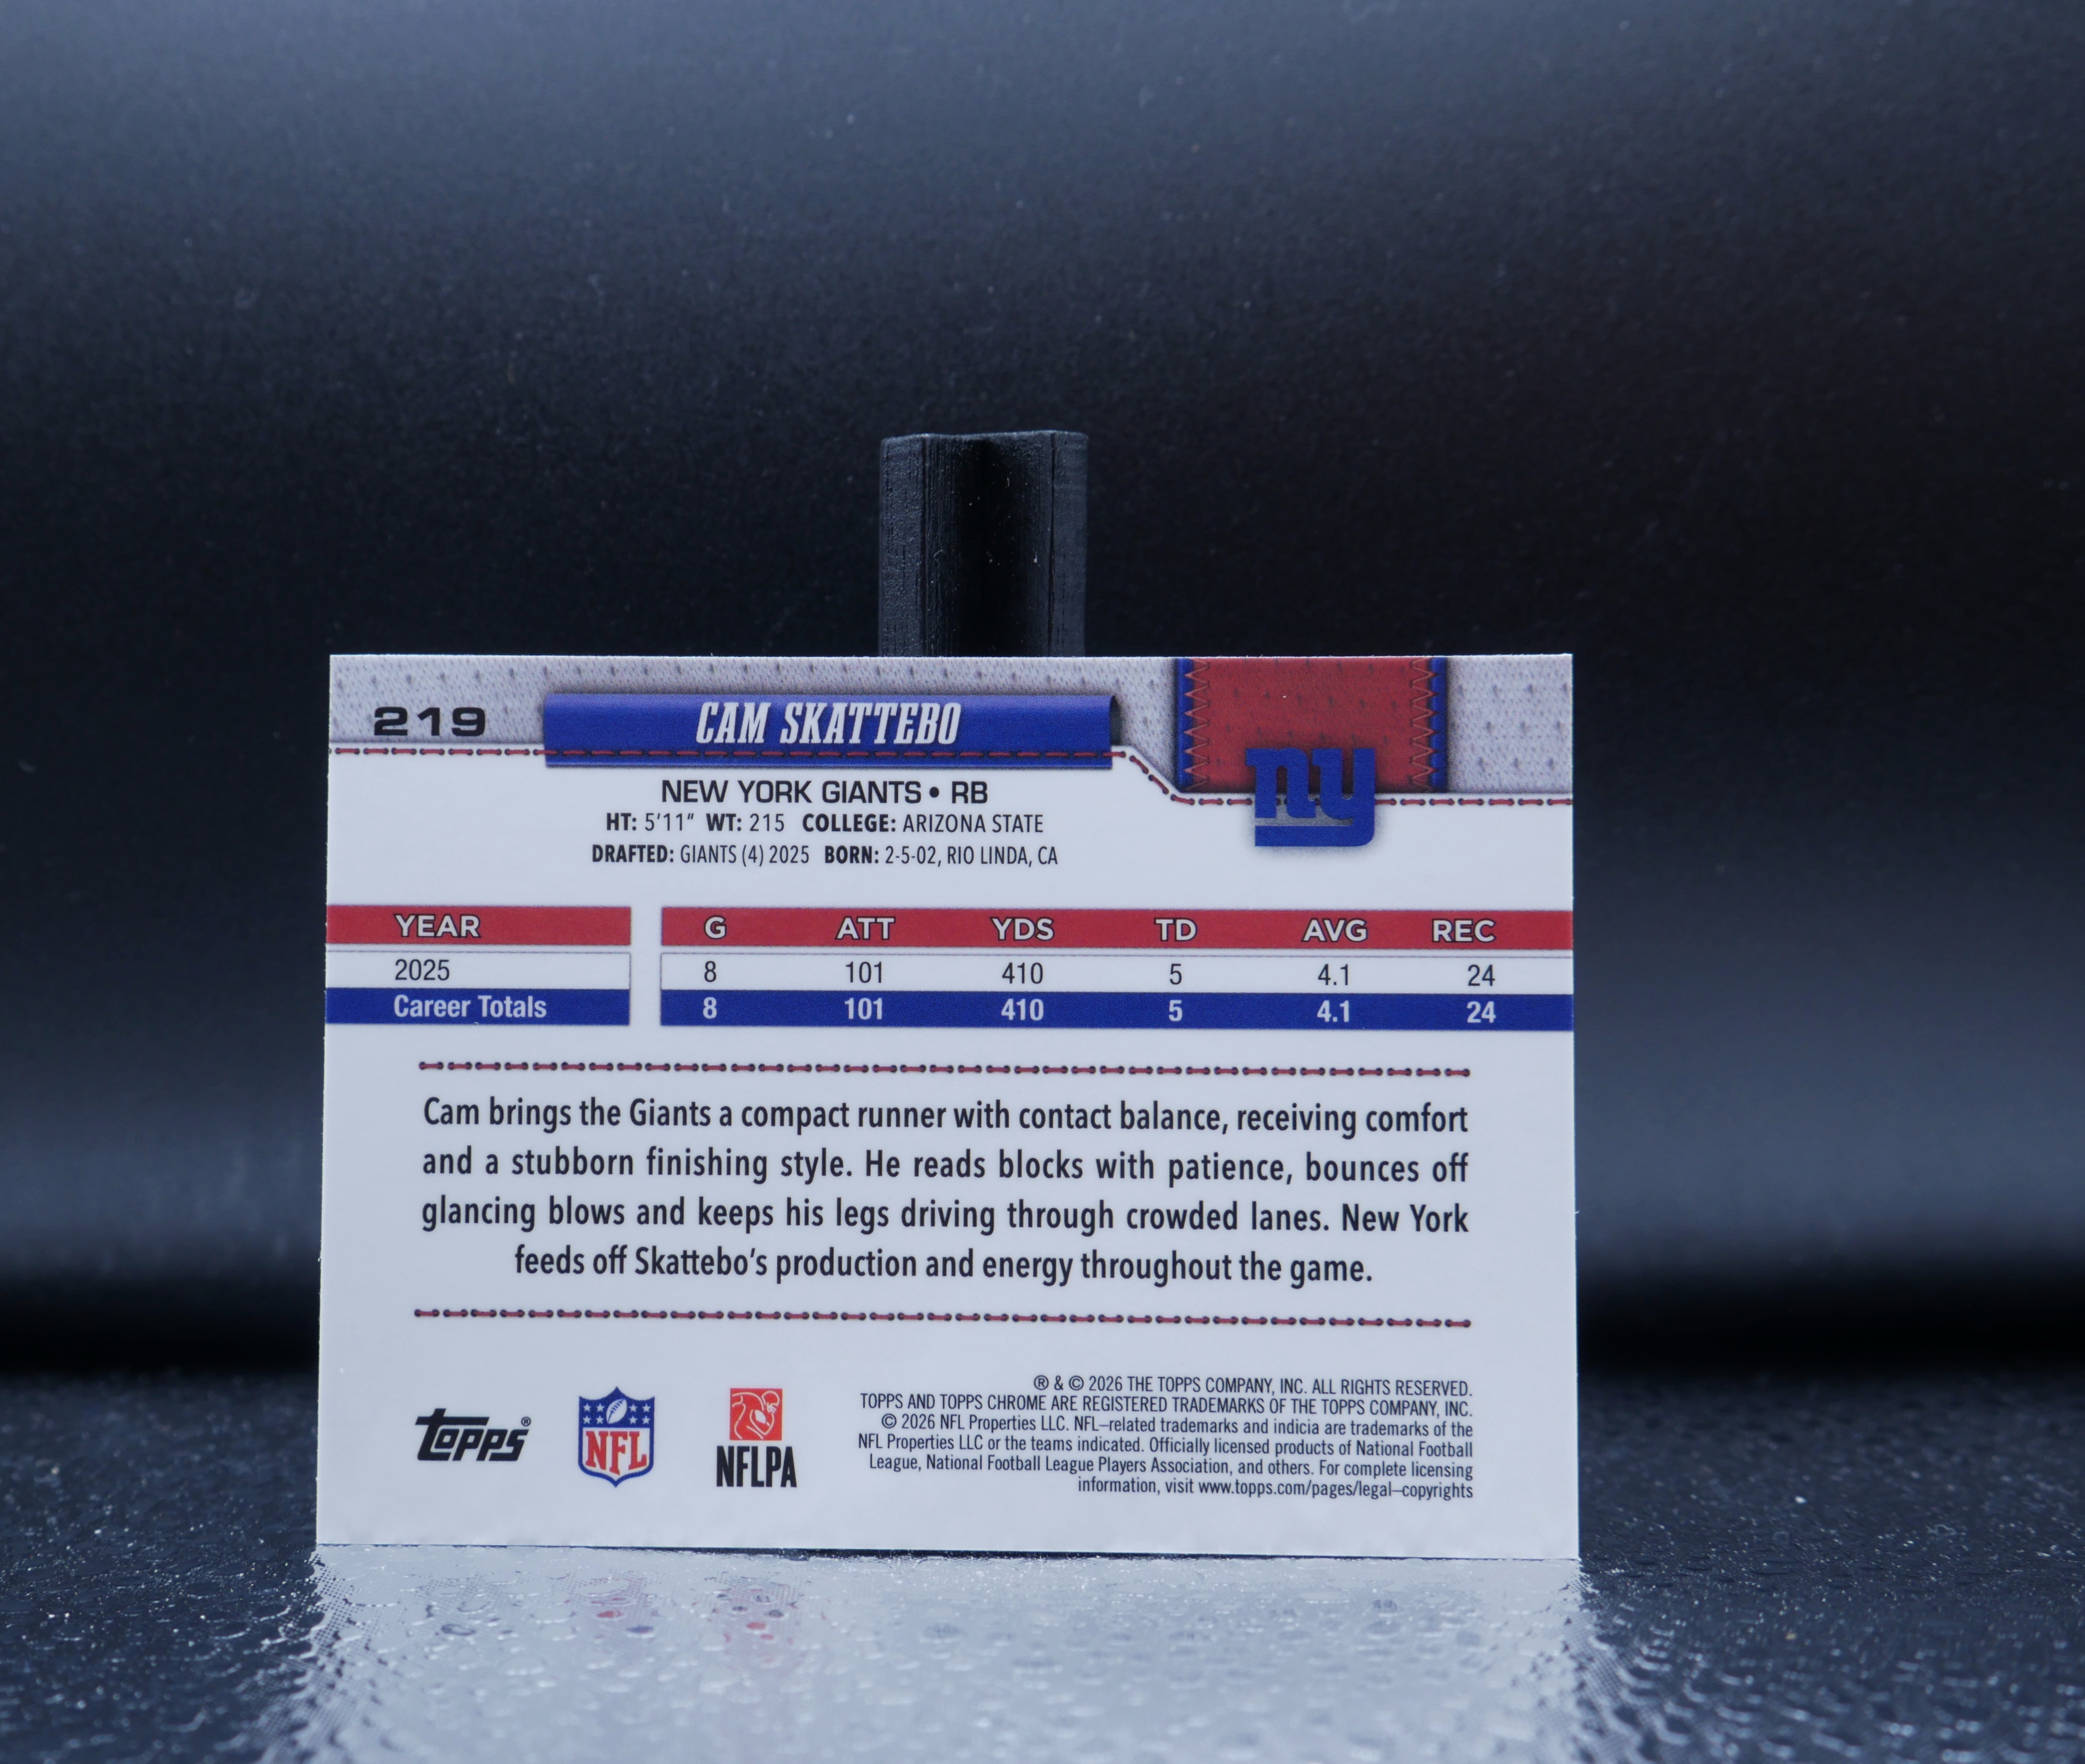 219
CAM SKATTEBO
ny
NEW YORK GIANTS • RB
HT: 5'11" WT: 215 COLLEGE: ARIZONA STATE
DRAFTED: GIANTS (4) 2025 BORN: 2-5-02, RIO LINDA, CA
YEAR G ATT YDS TD AVG REC
2025 8 101 410 5 4.1 24
Career Totals 8 101 410 5 4.1 24
Cam brings the Giants a compact runner with contact balance, receiving comfort
and a stubborn finishing style. He reads blocks with patience, bounces off
glancing blows and keeps his legs driving through crowded lanes. New York
feeds off Skattebo's production and energy throughout the game.
topps®
NFL
NFLPA
® & © 2026 THE TOPPS COMPANY, INC. ALL RIGHTS RESERVED.
TOPPS AND TOPPS CHROME ARE REGISTERED TRADEMARKS OF THE TOPPS COMPANY, INC.
© 2026 NFL Properties LLC. NFL–related trademarks and indicia are trademarks of the
NFL Properties LLC or the teams indicated. Officially licensed products of National Football
League, National Football League Players Association, and others. For complete licensing
information, visit www.topps.com/pages/legal–copyrights